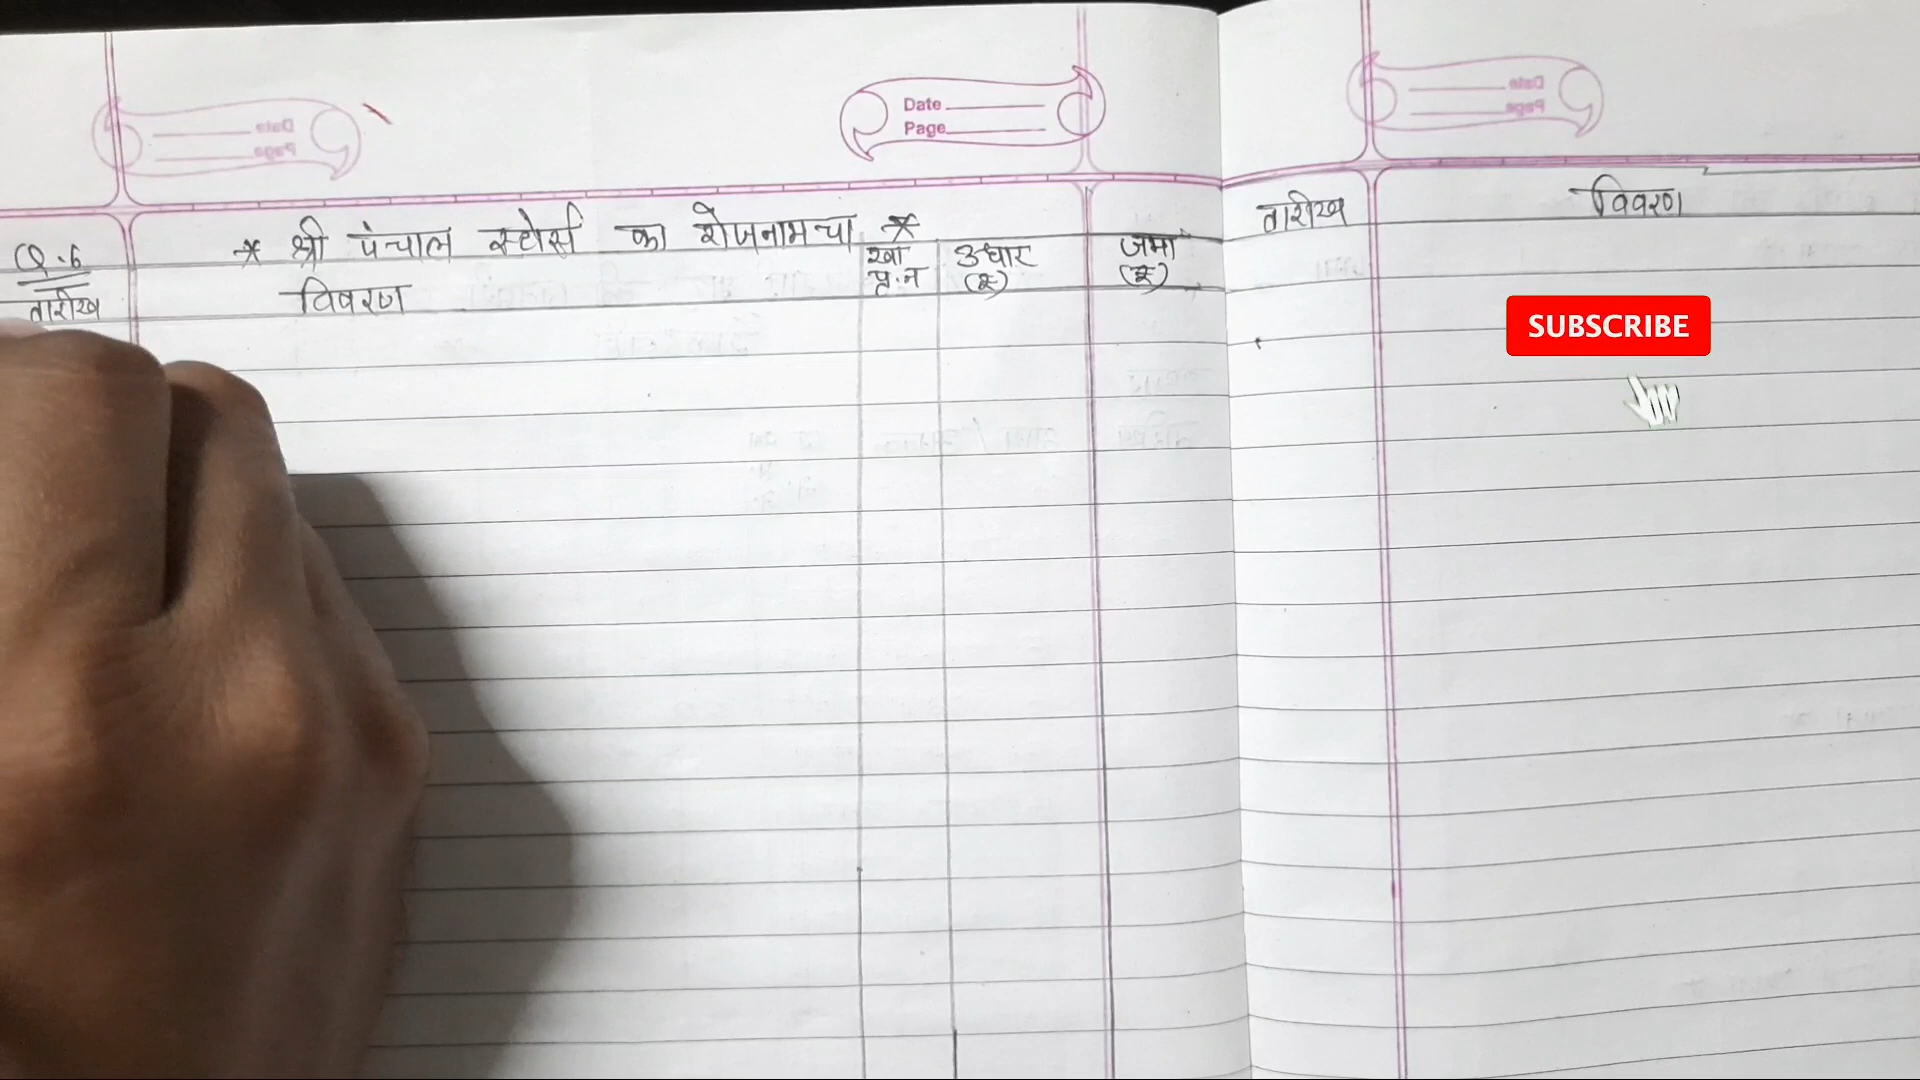 Date
Page
Q.6
* श्री पंचाल स्टोर्स का रोजनामचा *
तारीख
विवरण
खा
पृ.न
उधार
(रु)
जमा
(रु)
तारीख
विवरण
SUBSCRIBE